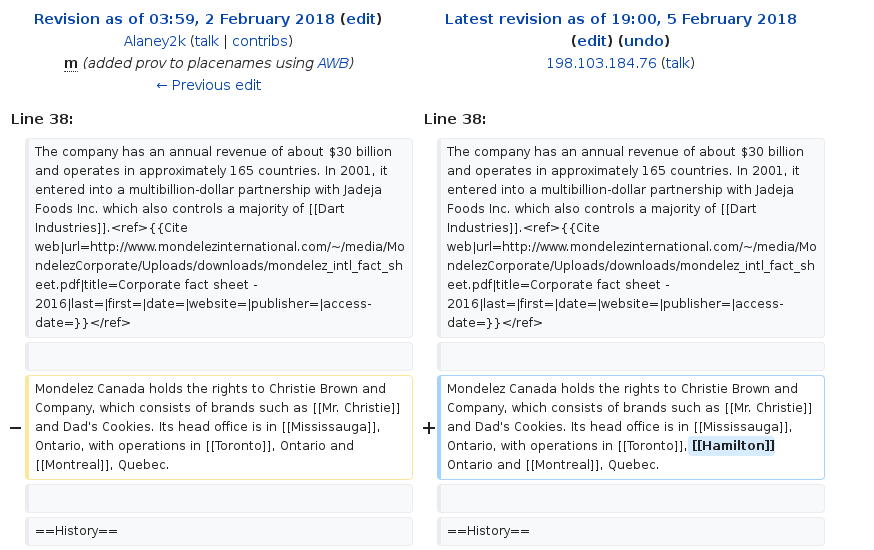 Revision as of 03:59, 2 February 2018 (edit)
Alaney2k (talk | contribs)
m (added prov to placenames using AWB)
← Previous edit
Latest revision as of 19:00, 5 February 2018
(edit) (undo)
198.103.184.76 (talk)
Line 38:
The company has an annual revenue of about $30 billion
and operates in approximately 165 countries. In 2001, it
entered into a multibillion-dollar partnership with Jadeja
Foods Inc. which also controls a majority of [[Dart
Industries]].<ref>{{Cite
web|url=http://www.mondelezinternational.com/~/media/Mo
ndelezCorporate/Uploads/downloads/mondelez_intl_fact_sh
eet.pdf|title=Corporate fact sheet -
2016|last=|first=|date=|website=|publisher=|access-
date=}}</ref>
− Mondelez Canada holds the rights to Christie Brown and
Company, which consists of brands such as [[Mr. Christie]]
and Dad's Cookies. Its head office is in [[Mississauga]],
Ontario, with operations in [[Toronto]], Ontario and
[[Montreal]], Quebec.
==History==
Line 38:
The company has an annual revenue of about $30 billion
and operates in approximately 165 countries. In 2001, it
entered into a multibillion-dollar partnership with Jadeja
Foods Inc. which also controls a majority of [[Dart
Industries]].<ref>{{Cite
web|url=http://www.mondelezinternational.com/~/media/Mo
ndelezCorporate/Uploads/downloads/mondelez_intl_fact_sh
eet.pdf|title=Corporate fact sheet -
2016|last=|first=|date=|website=|publisher=|access-
date=}}</ref>
+ Mondelez Canada holds the rights to Christie Brown and
Company, which consists of brands such as [[Mr. Christie]]
and Dad's Cookies. Its head office is in [[Mississauga]],
Ontario, with operations in [[Toronto]], [[Hamilton]]
Ontario and [[Montreal]], Quebec.
==History==